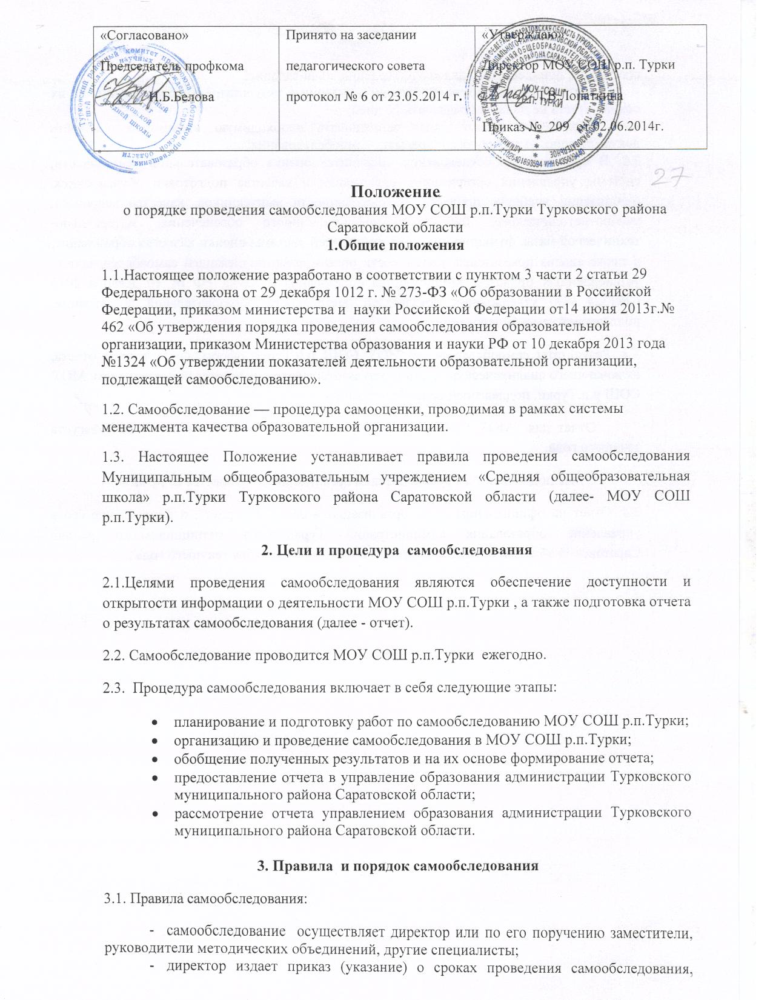 «Согласовано»
Председатель профкома
Н.Б.Белова
Принято на заседании
педагогического совета
протокол № 6 от 23.05.2014 г.
«Утверждаю»
Директор МОУ СОШ р.п. Турки
Л.В.Лопаткина
Приказ № 209 от 02.06.2014г.
МОУ "СОШ"
Р.П. ТУРКИ
27
Положение
о порядке проведения самообследования МОУ СОШ р.п.Турки Турковского района
Саратовской области
1.Общие положения
1.1.Настоящее положение разработано в соответствии с пунктом 3 части 2 статьи 29
Федерального закона от 29 декабря 1012 г. № 273-ФЗ «Об образовании в Российской
Федерации, приказом министерства и науки Российской Федерации от14 июня 2013г.№
462 «Об утверждения порядка проведения самообследования образовательной
организации, приказом Министерства образования и науки РФ от 10 декабря 2013 года
№1324 «Об утверждении показателей деятельности образовательной организации,
подлежащей самообследованию».
1.2. Самообследование — процедура самооценки, проводимая в рамках системы
менеджмента качества образовательной организации.
1.3. Настоящее Положение устанавливает правила проведения самообследования
Муниципальным общеобразовательным учреждением «Средняя общеобразовательная
школа» р.п.Турки Турковского района Саратовской области (далее- МОУ СОШ
р.п.Турки).
2. Цели и процедура самообследования
2.1.Целями проведения самообследования являются обеспечение доступности и
открытости информации о деятельности МОУ СОШ р.п.Турки , а также подготовка отчета
о результатах самообследования (далее - отчет).
2.2. Самообследование проводится МОУ СОШ р.п.Турки ежегодно.
2.3. Процедура самообследования включает в себя следующие этапы:
• планирование и подготовку работ по самообследованию МОУ СОШ р.п.Турки;
• организацию и проведение самообследования в МОУ СОШ р.п.Турки;
• обобщение полученных результатов и на их основе формирование отчета;
• предоставление отчета в управление образования администрации Турковского
муниципального района Саратовской области;
• рассмотрение отчета управлением образования администрации Турковского
муниципального района Саратовской области.
3. Правила и порядок самообследования
3.1. Правила самообследования:
- самообследование осуществляет директор или по его поручению заместители,
руководители методических объединений, другие специалисты;
- директор издает приказ (указание) о сроках проведения самообследования,